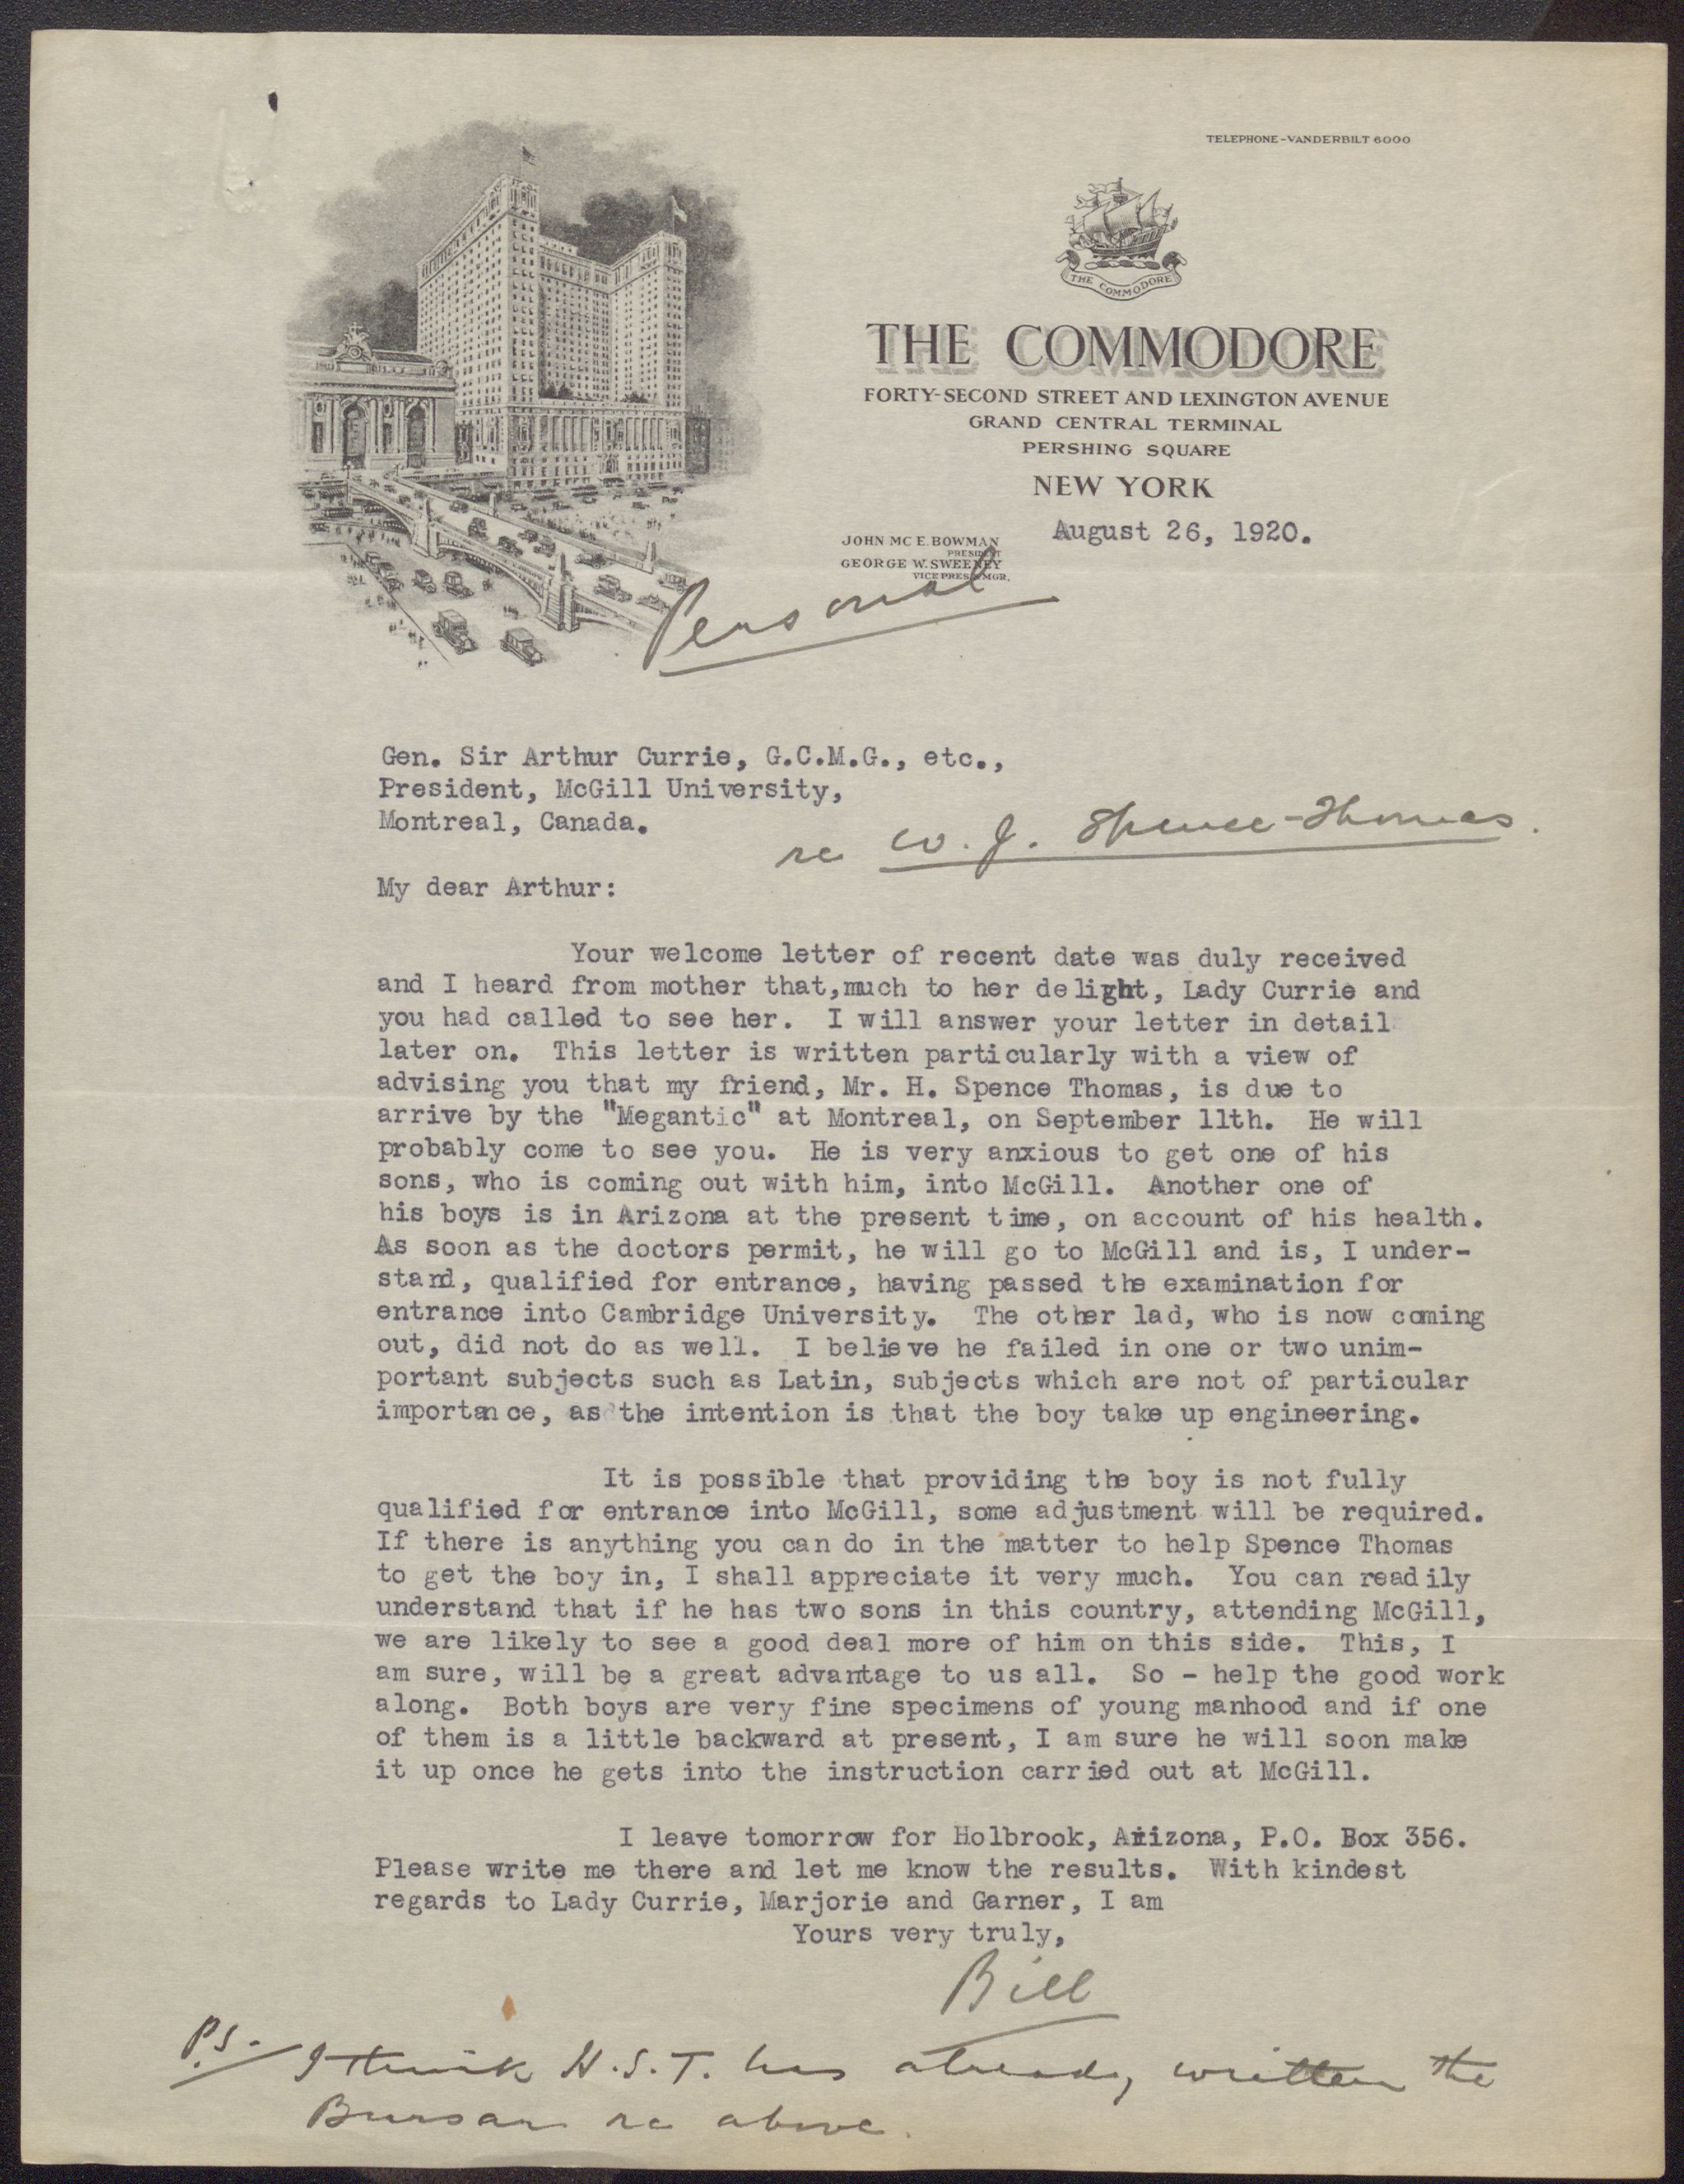 TELEPHONE-VANDERBILT 6000
THE COMMODORE
THE COMMODORE
FORTY-SECOND STREET AND LEXINGTON AVENUE
GRAND CENTRAL TERMINAL
PERSHING SQUARE
NEW YORK
August 26, 1920.
JOHN MC E. BOWMAN
PRESIDENT
GEORGE W. SWEENEY
VICE PRES. & MGR.
Personal
Gen. Sir Arthur Currie, G.C.M.G., etc.,
President, McGill University,
Montreal, Canada.
re W. J. Spence-Thomas.
My dear Arthur:
Your welcome letter of recent date was duly received
and I heard from mother that,much to her delight, Lady Currie and
you had called to see her. I will answer your letter in detail
later on. This letter is written particularly with a view of
advising you that my friend, Mr. H. Spence Thomas, is due to
arrive by the "Megantic" at Montreal, on September 11th. He will
probably come to see you. He is very anxious to get one of his
sons, who is coming out with him, into McGill. Another one of
his boys is in Arizona at the present time, on account of his health.
As soon as the doctors permit, he will go to McGill and is, I under-
stand, qualified for entrance, having passed the examination for
entrance into Cambridge University. The other lad, who is now coming
out, did not do as well. I believe he failed in one or two unim-
portant subjects such as Latin, subjects which are not of particular
importance, as the intention is that the boy take up engineering.
It is possible that providing the boy is not fully
qualified for entrance into McGill, some adjustment will be required.
If there is anything you can do in the matter to help Spence Thomas
to get the boy in, I shall appreciate it very much. You can readily
understand that if he has two sons in this country, attending McGill,
we are likely to see a good deal more of him on this side. This, I
am sure, will be a great advantage to us all. So - help the good work
along. Both boys are very fine specimens of young manhood and if one
of them is a little backward at present, I am sure he will soon make
it up once he gets into the instruction carried out at McGill.
I leave tomorrow for Holbrook, Arizona, P.O. Box 356.
Please write me there and let me know the results. With kindest
regards to Lady Currie, Marjorie and Garner, I am
Yours very truly,
Bill
P.S. - I think H.S.T. has already written the
Bursar re above.